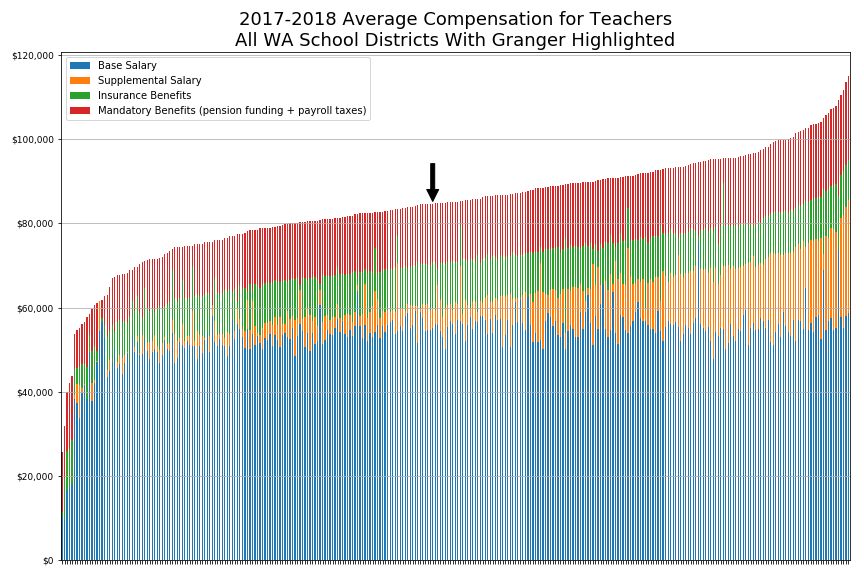 2017-2018 Average Compensation for Teachers
All WA School Districts With Granger Highlighted
$120,000
Base Salary
Supplemental Salary
Insurance Benefits
Mandatory Benefits (pension funding + payroll taxes)
$100,000
$80,000
$60,000
$40,000
$20,000
$0